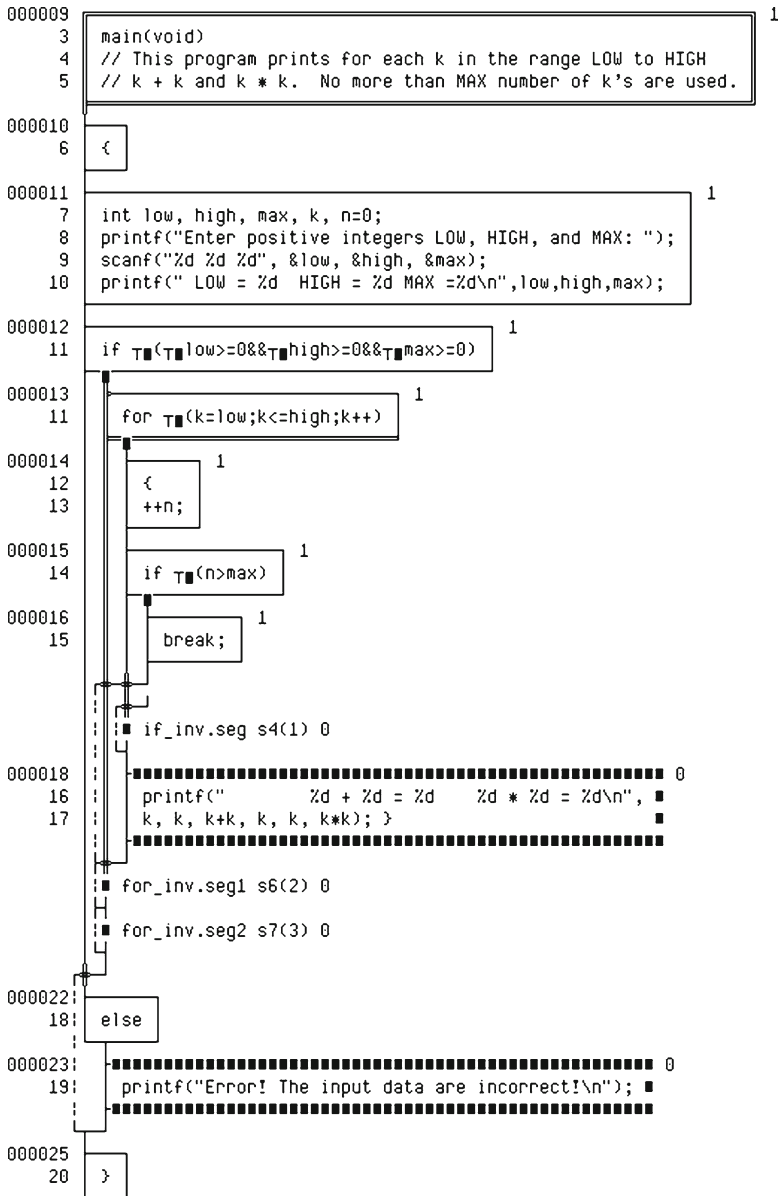 000009 1
3 main(void)
4 // This program prints for each k in the range LOW to HIGH
5 // k + k and k * k.  No more than MAX number of k's are used.
000010
6 {
000011 1
7 int low, high, max, k, n=0;
8 printf("Enter positive integers LOW, HIGH, and MAX: ");
9 scanf("%d %d %d", &low, &high, &max);
10 printf(" LOW = %d  HIGH = %d MAX =%d\n",low,high,max);
000012 1
11 if T(T low>=0&&T high>=0&&T max>=0)
000013 1
11 for T(k=low;k<=high;k++)
000014 1
12 {
13 ++n;
000015 1
14 if T(n>max)
000016 1
15 break;
if_inv.seg s4(1) 0
000018 0
16 printf("        %d + %d = %d    %d * %d = %d\n",
17 k, k, k+k, k, k, k*k); }
for_inv.seg1 s6(2) 0
for_inv.seg2 s7(3) 0
000022
18 else
000023 0
19 printf("Error! The input data are incorrect!\n");
000025
20 }